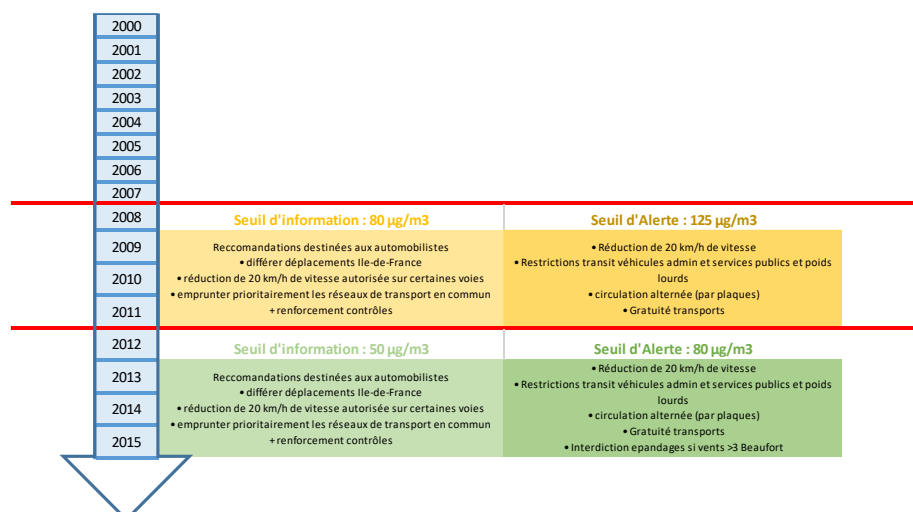 2000
2001
2002
2003
2004
2005
2006
2007
2008
2009
2010
2011
2012
2013
2014
2015
Seuil d'information : 80 µg/m3
Reccomandations destinées aux automobilistes
• différer déplacements Ile-de-France
• réduction de 20 km/h de vitesse autorisée sur certaines voies
• emprunter prioritairement les réseaux de transport en commun
+ renforcement contrôles
Seuil d'Alerte : 125 µg/m3
• Réduction de 20 km/h de vitesse
• Restrictions transit véhicules admin et services publics et poids
lourds
• circulation alternée (par plaques)
• Gratuité transports
Seuil d'information : 50 µg/m3
Reccomandations destinées aux automobilistes
• différer déplacements Ile-de-France
• réduction de 20 km/h de vitesse autorisée sur certaines voies
• emprunter prioritairement les réseaux de transport en commun
+ renforcement contrôles
Seuil d'Alerte : 80 µg/m3
• Réduction de 20 km/h de vitesse
• Restrictions transit véhicules admin et services publics et poids
lourds
• circulation alternée (par plaques)
• Gratuité transports
• Interdiction epandages si vents >3 Beaufort